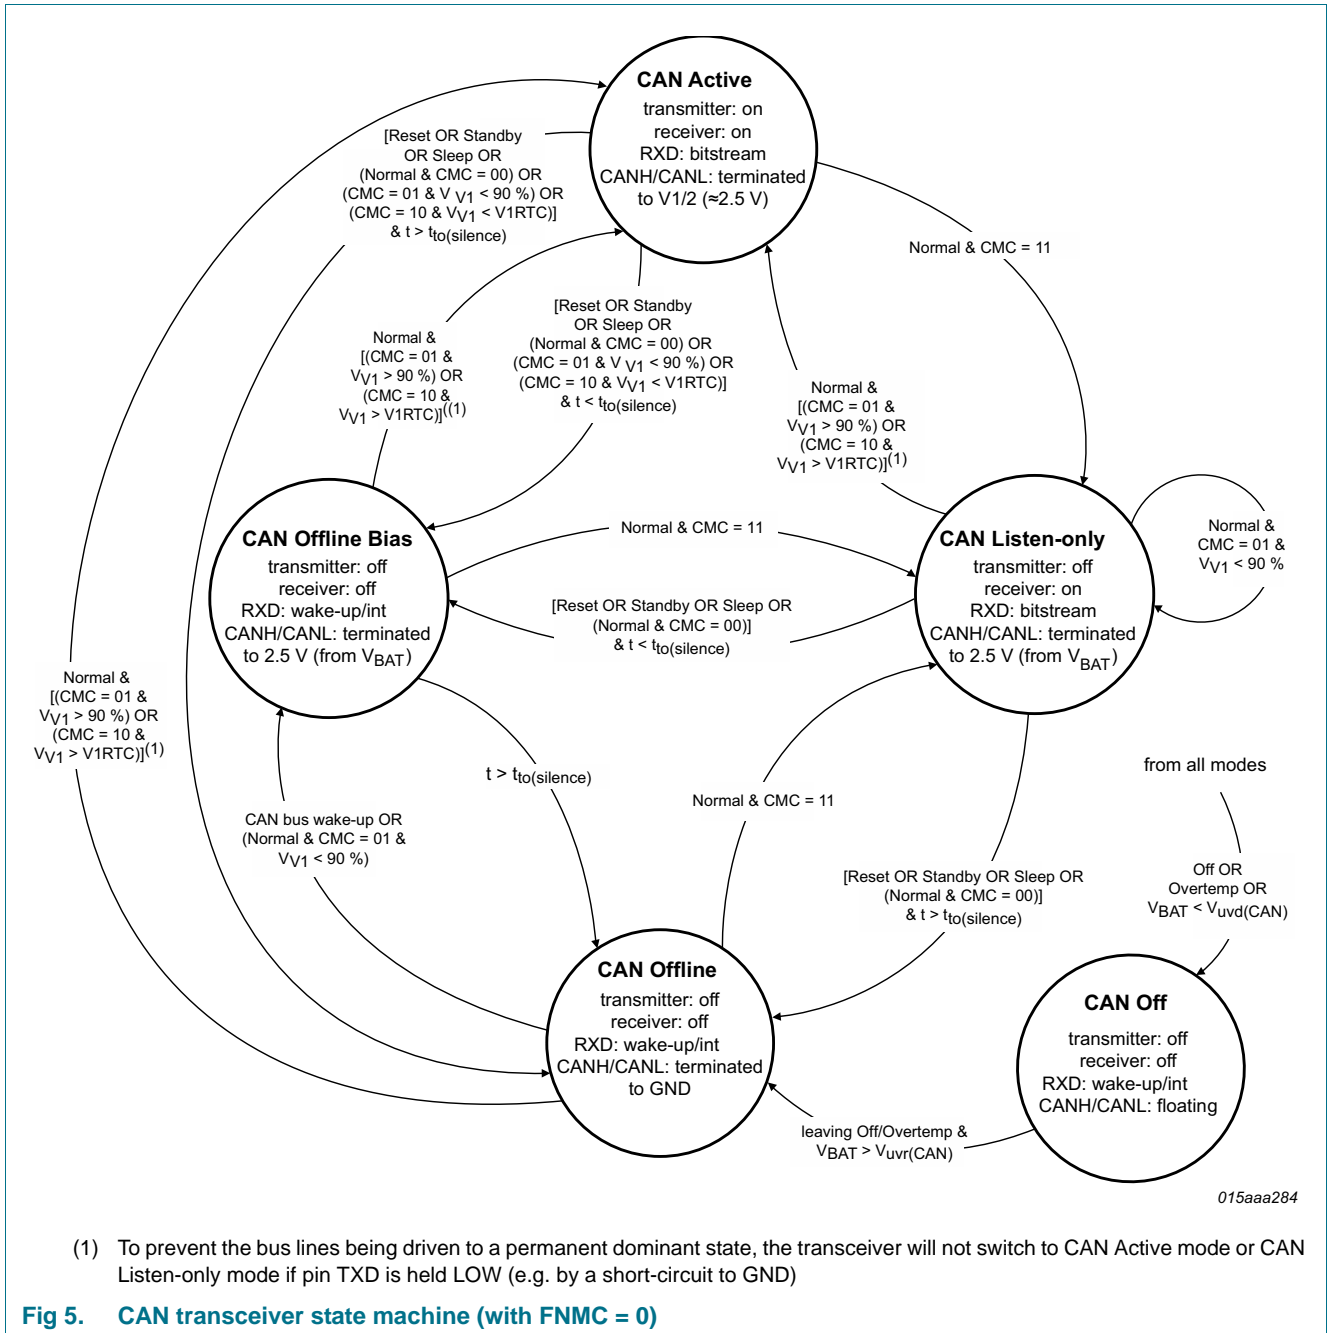 CAN Active
transmitter: on
receiver: on
RXD: bitstream
CANH/CANL: terminated
to V1/2 (≈2.5 V)
[Reset OR Standby
OR Sleep OR
(Normal & CMC = 00) OR
(CMC = 01 & V V1 < 90 %) OR
(CMC = 10 & VV1 < V1RTC)]
& t > tto(silence)
Normal & CMC = 11
[Reset OR Standby
OR Sleep OR
(Normal & CMC = 00) OR
(CMC = 01 & V V1 < 90 %) OR
(CMC = 10 & VV1 < V1RTC)]
& t < tto(silence)
Normal &
[(CMC = 01 &
VV1 > 90 %) OR
(CMC = 10 &
VV1 > V1RTC)]((1)
Normal &
[(CMC = 01 &
VV1 > 90 %) OR
(CMC = 10 &
VV1 > V1RTC)](1)
CAN Offline Bias
transmitter: off
receiver: off
RXD: wake-up/int
CANH/CANL: terminated
to 2.5 V (from VBAT)
Normal & CMC = 11
[Reset OR Standby OR Sleep OR
(Normal & CMC = 00)]
& t < tto(silence)
CAN Listen-only
transmitter: off
receiver: on
RXD: bitstream
CANH/CANL: terminated
to 2.5 V (from VBAT)
Normal &
CMC = 01 &
VV1 < 90 %
Normal &
[(CMC = 01 &
VV1 > 90 %) OR
(CMC = 10 &
VV1 > V1RTC)](1)
t > tto(silence)
CAN bus wake-up OR
(Normal & CMC = 01 &
VV1 < 90 %)
Normal & CMC = 11
[Reset OR Standby OR Sleep OR
(Normal & CMC = 00)]
& t > tto(silence)
from all modes
Off OR
Overtemp OR
VBAT < Vuvd(CAN)
CAN Offline
transmitter: off
receiver: off
RXD: wake-up/int
CANH/CANL: terminated
to GND
CAN Off
transmitter: off
receiver: off
RXD: wake-up/int
CANH/CANL: floating
leaving Off/Overtemp &
VBAT > Vuvr(CAN)
015aaa284
(1) To prevent the bus lines being driven to a permanent dominant state, the transceiver will not switch to CAN Active mode or CAN
Listen-only mode if pin TXD is held LOW (e.g. by a short-circuit to GND)
Fig 5. CAN transceiver state machine (with FNMC = 0)